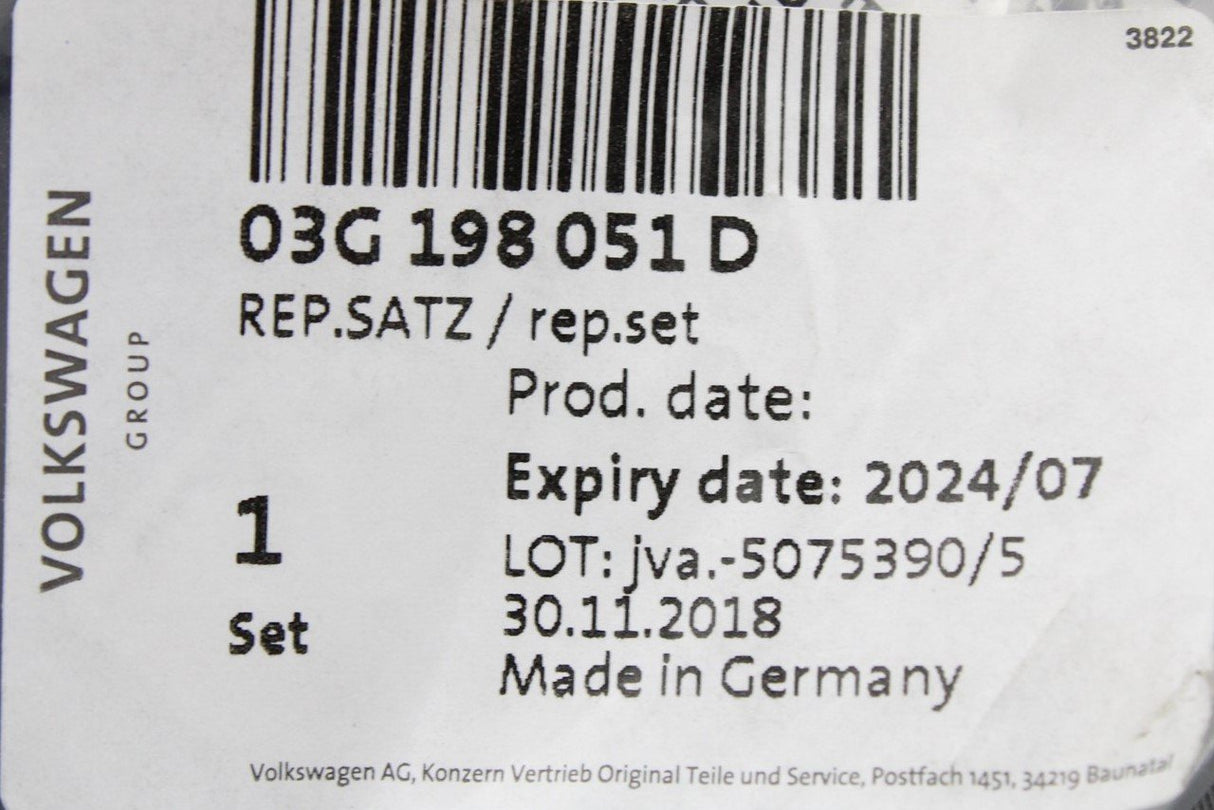 3822
VOLKSWAGEN
GROUP
03G 198 051 D
REP.SATZ / rep.set
Prod. date:
Expiry date: 2024/07
1
LOT: jva.-5075390/5
30.11.2018
Set
Made in Germany
Volkswagen AG, Konzern Vertrieb Original Teile und Service, Postfach 1451, 34219 Baunatal